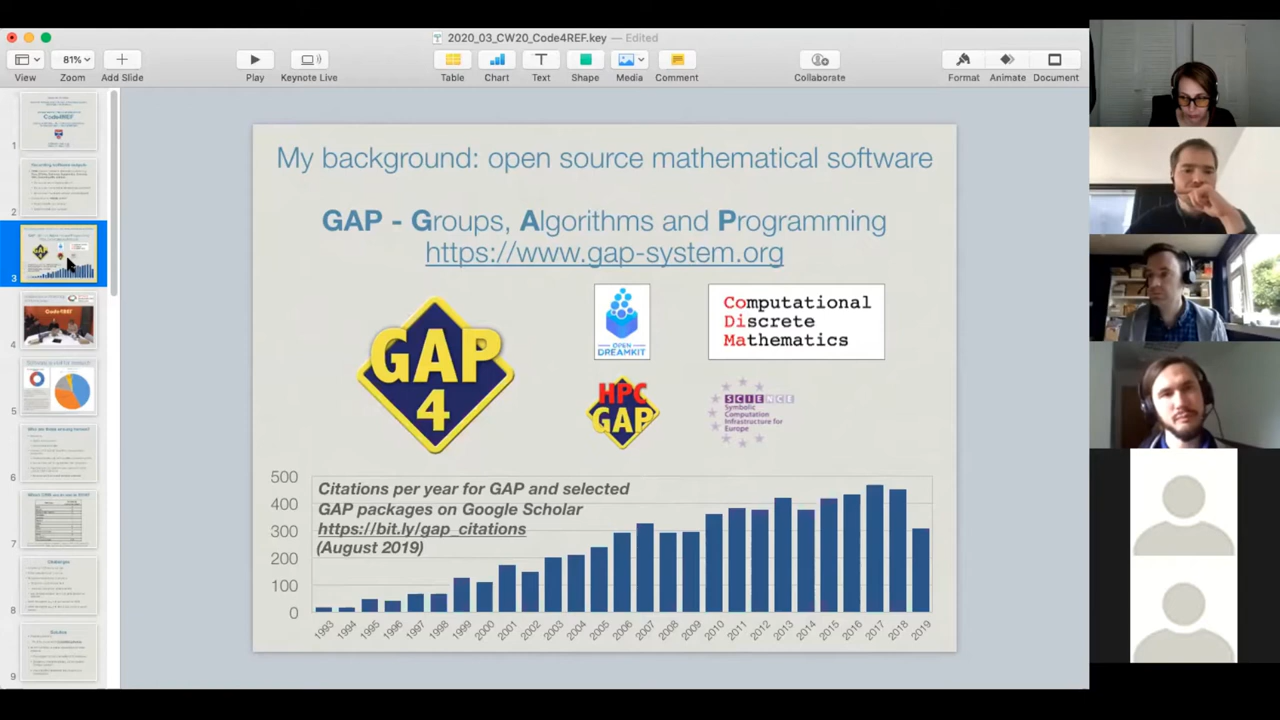 2020_03_CW20_Code4REF.key — Edited
81%
View
Zoom
Add Slide
Play
Keynote Live
Table
Chart
Text
Shape
Media
Comment
Collaborate
Format
Animate
Document
1
Code4REF
2
3
4
Code4REF
5
6
7
8
Challenges
9
Solution
My background: open source mathematical software
GAP - Groups, Algorithms and Programming
https://www.gap-system.org
GAP
4
OPEN
DREAMKIT
Computational
Discrete
Mathematics
HPC
GAP
SCIENCE
Symbolic
Computation
Infrastructure for
Europe
Citations per year for GAP and selected
GAP packages on Google Scholar
https://bit.ly/gap_citations
(August 2019)
500
400
300
200
100
0
1993
1994
1995
1996
1997
1998
1999
2000
2001
2002
2003
2004
2005
2006
2007
2008
2009
2010
2011
2012
2013
2014
2015
2016
2017
2018
2019